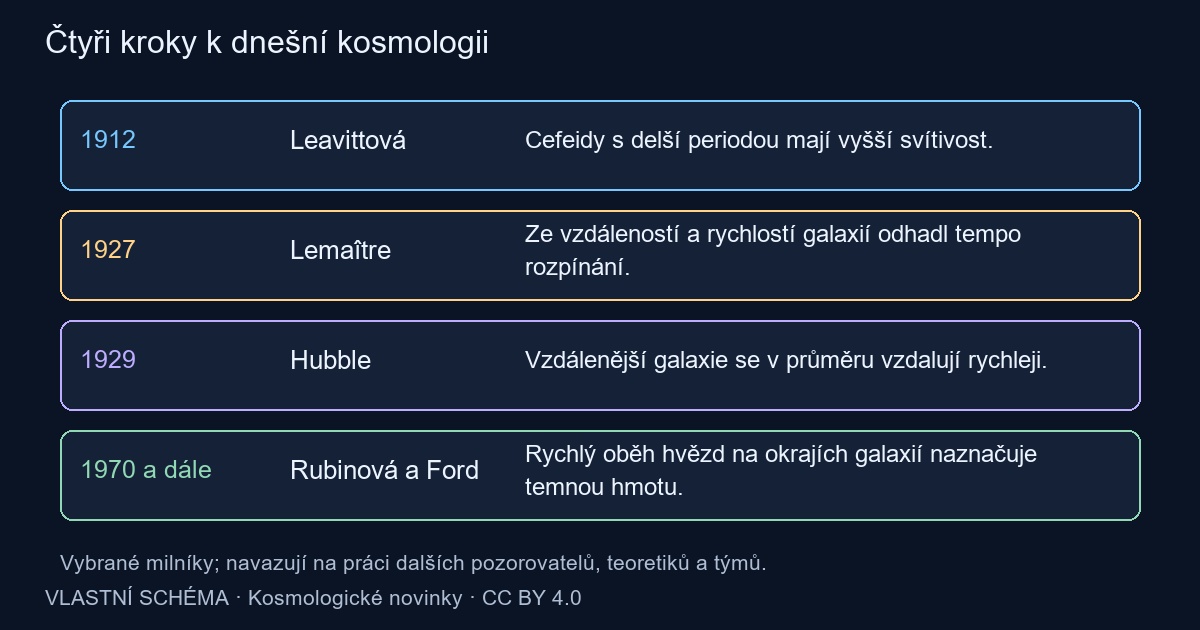 Čtyři kroky k dnešní kosmologii
1912
Leavittová
Cefeidy s delší periodou mají vyšší svítivost.
1927
Lemaître
Ze vzdáleností a rychlostí galaxií odhadl tempo
rozpínání.
1929
Hubble
Vzdálenější galaxie se v průměru vzdalují rychleji.
1970 a dále
Rubinová a Ford
Rychlý oběh hvězd na okrajích galaxií naznačuje
temnou hmotu.
Vybrané milníky; navazují na práci dalších pozorovatelů, teoretiků a týmů.
VLASTNÍ SCHÉMA · Kosmologické novinky · CC BY 4.0